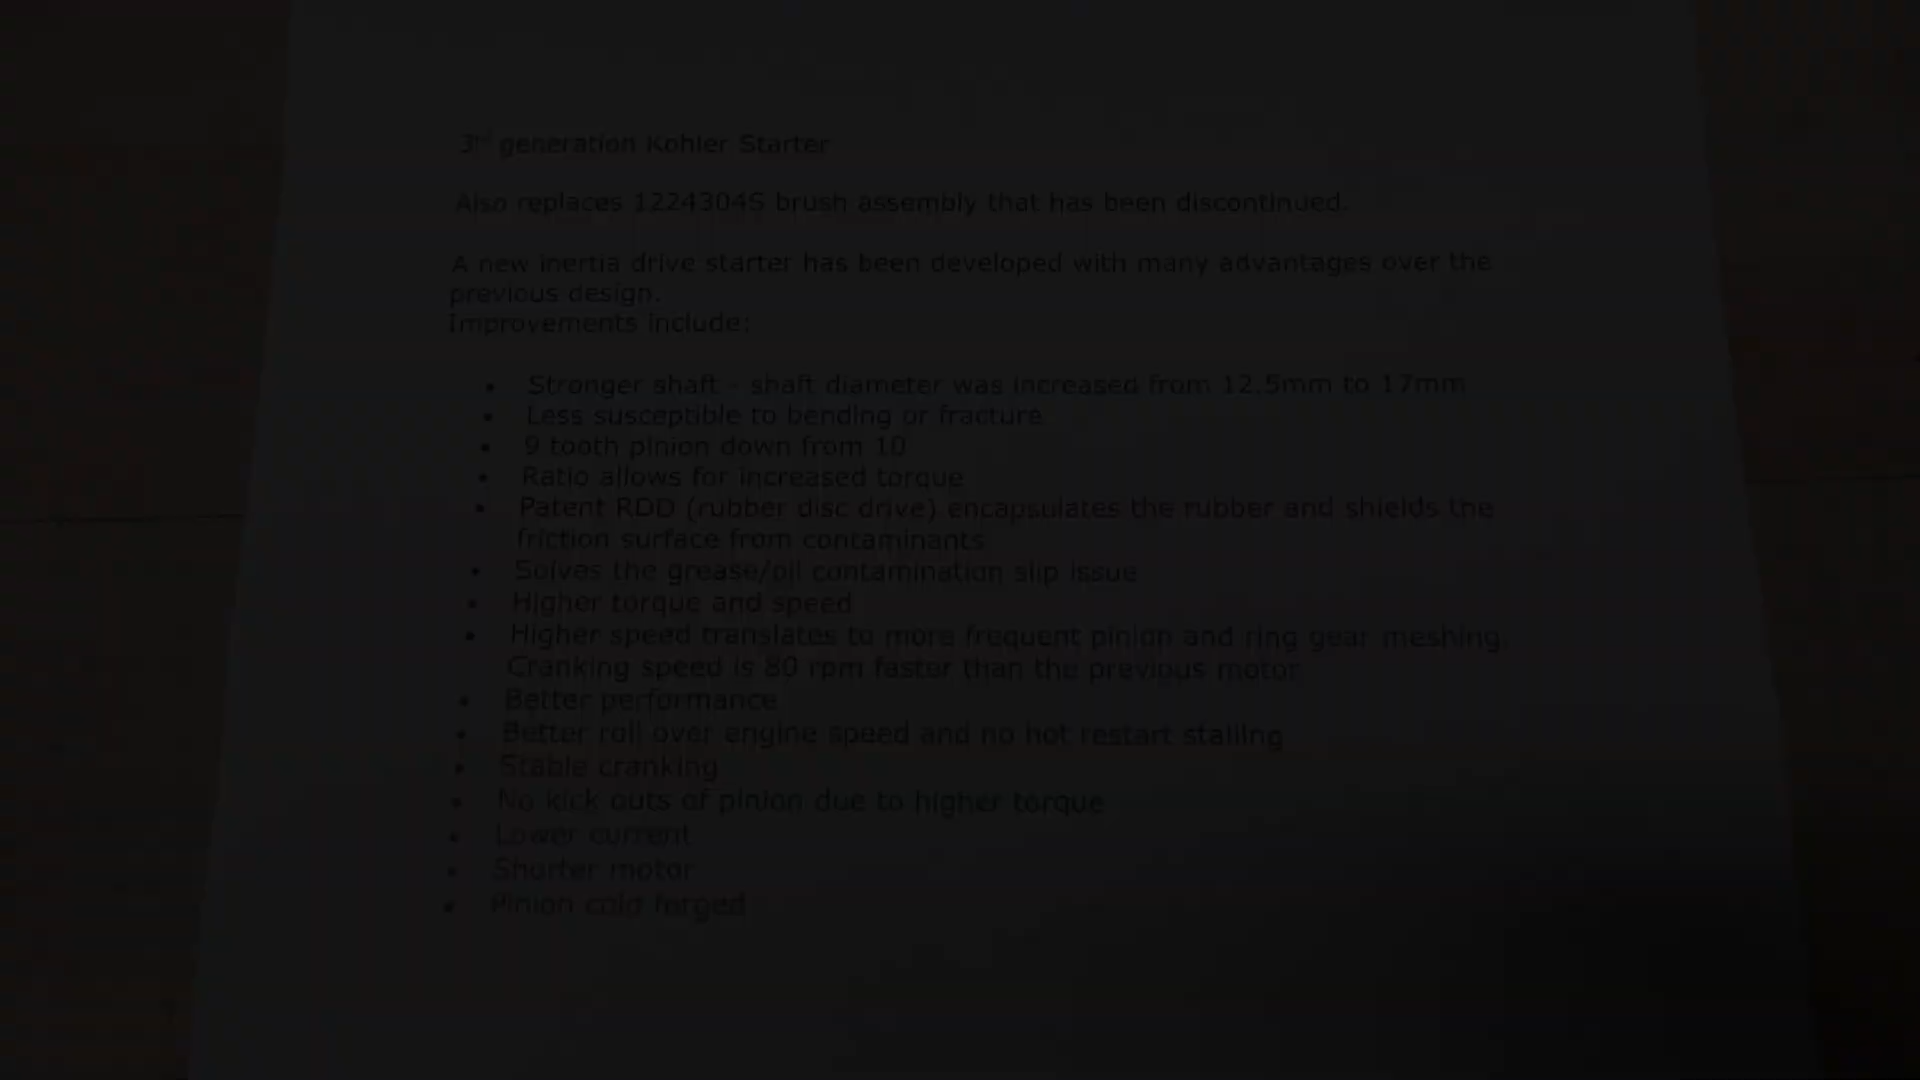 3rd generation Kohler Starter
Also replaces 1224304S brush assembly that has been discontinued.
A new inertia drive starter has been developed with many advantages over the
previous design.
Improvements include:
• Stronger shaft - shaft diameter was increased from 12.5mm to 17mm
• Less susceptible to bending or fracture
• 9 tooth pinion down from 10
• Ratio allows for increased torque
• Patent RDD (rubber disc drive) encapsulates the rubber and shields the
friction surface from contaminants
• Solves the grease/oil contamination slip issue
• Higher torque and speed
• Higher speed translates to more frequent pinion and ring gear meshing.
Cranking speed is 80 rpm faster than the previous motor
• Better performance
• Better roll over engine speed and no hot restart stalling
• Stable cranking
• No kick outs of pinion due to higher torque
• Lower current
• Shorter motor
• Pinion cold forged